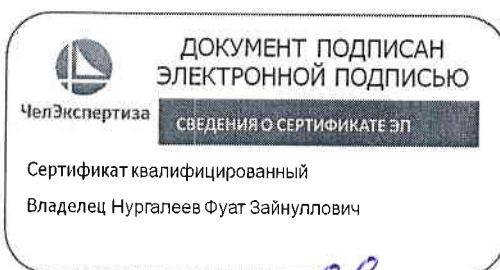 ДОКУМЕНТ ПОДПИСАН
ЭЛЕКТРОННОЙ ПОДПИСЬЮ
ЧелЭкспертиза
СВЕДЕНИЯ О СЕРТИФИКАТЕ ЭП
Сертификат квалифицированный
Владелец Нургалеев Фуат Зайнуллович